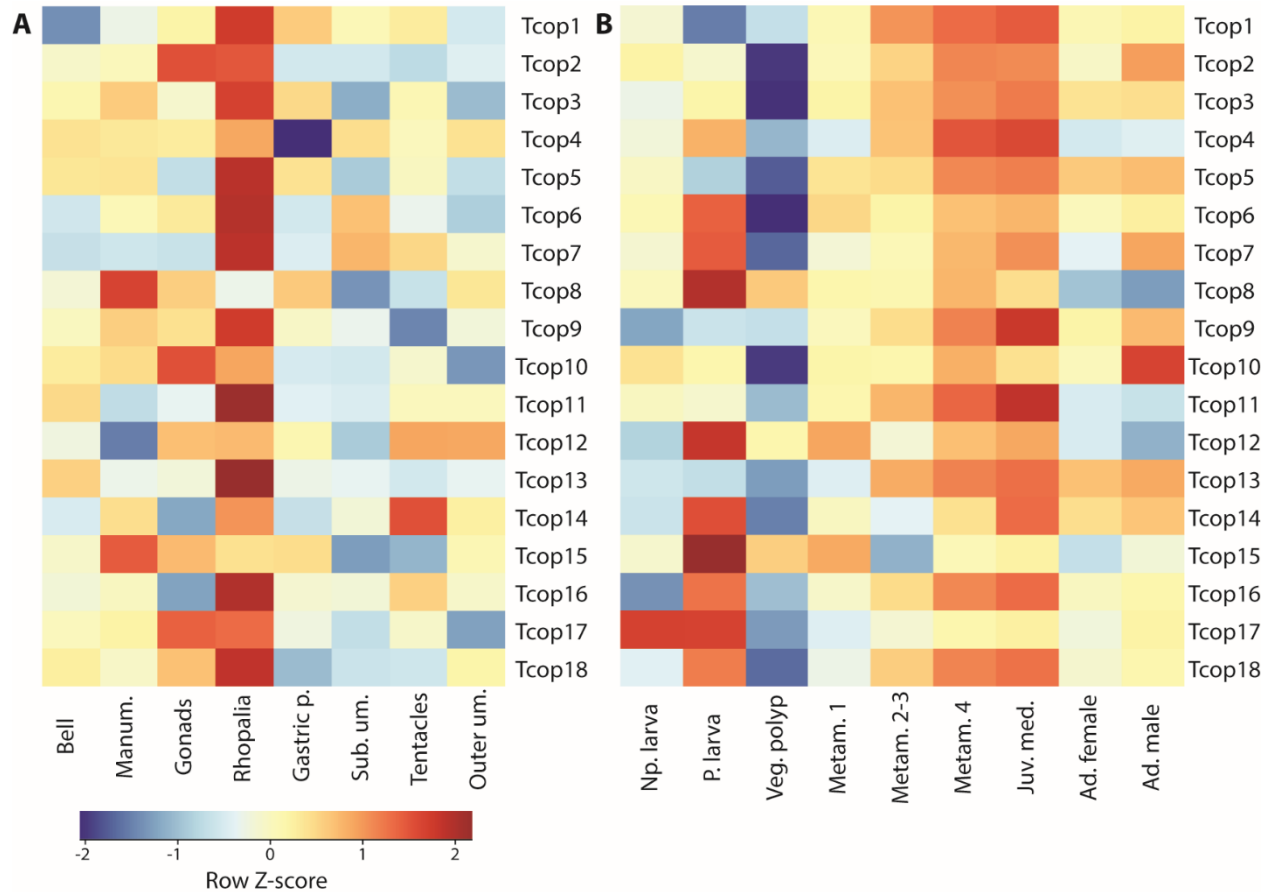 A
B
Tcop1
Tcop2
Tcop3
Tcop4
Tcop5
Tcop6
Tcop7
Tcop8
Tcop9
Tcop10
Tcop11
Tcop12
Tcop13
Tcop14
Tcop15
Tcop16
Tcop17
Tcop18
Tcop1
Tcop2
Tcop3
Tcop4
Tcop5
Tcop6
Tcop7
Tcop8
Tcop9
Tcop10
Tcop11
Tcop12
Tcop13
Tcop14
Tcop15
Tcop16
Tcop17
Tcop18
Bell
Manum.
Gonads
Rhopalia
Gastric p.
Sub. um.
Tentacles
Outer um.
Np. larva
P. larva
Veg. polyp
Metam. 1
Metam. 2-3
Metam. 4
Juv. med.
Ad. female
Ad. male
-2 -1 0 1 2
Row Z-score